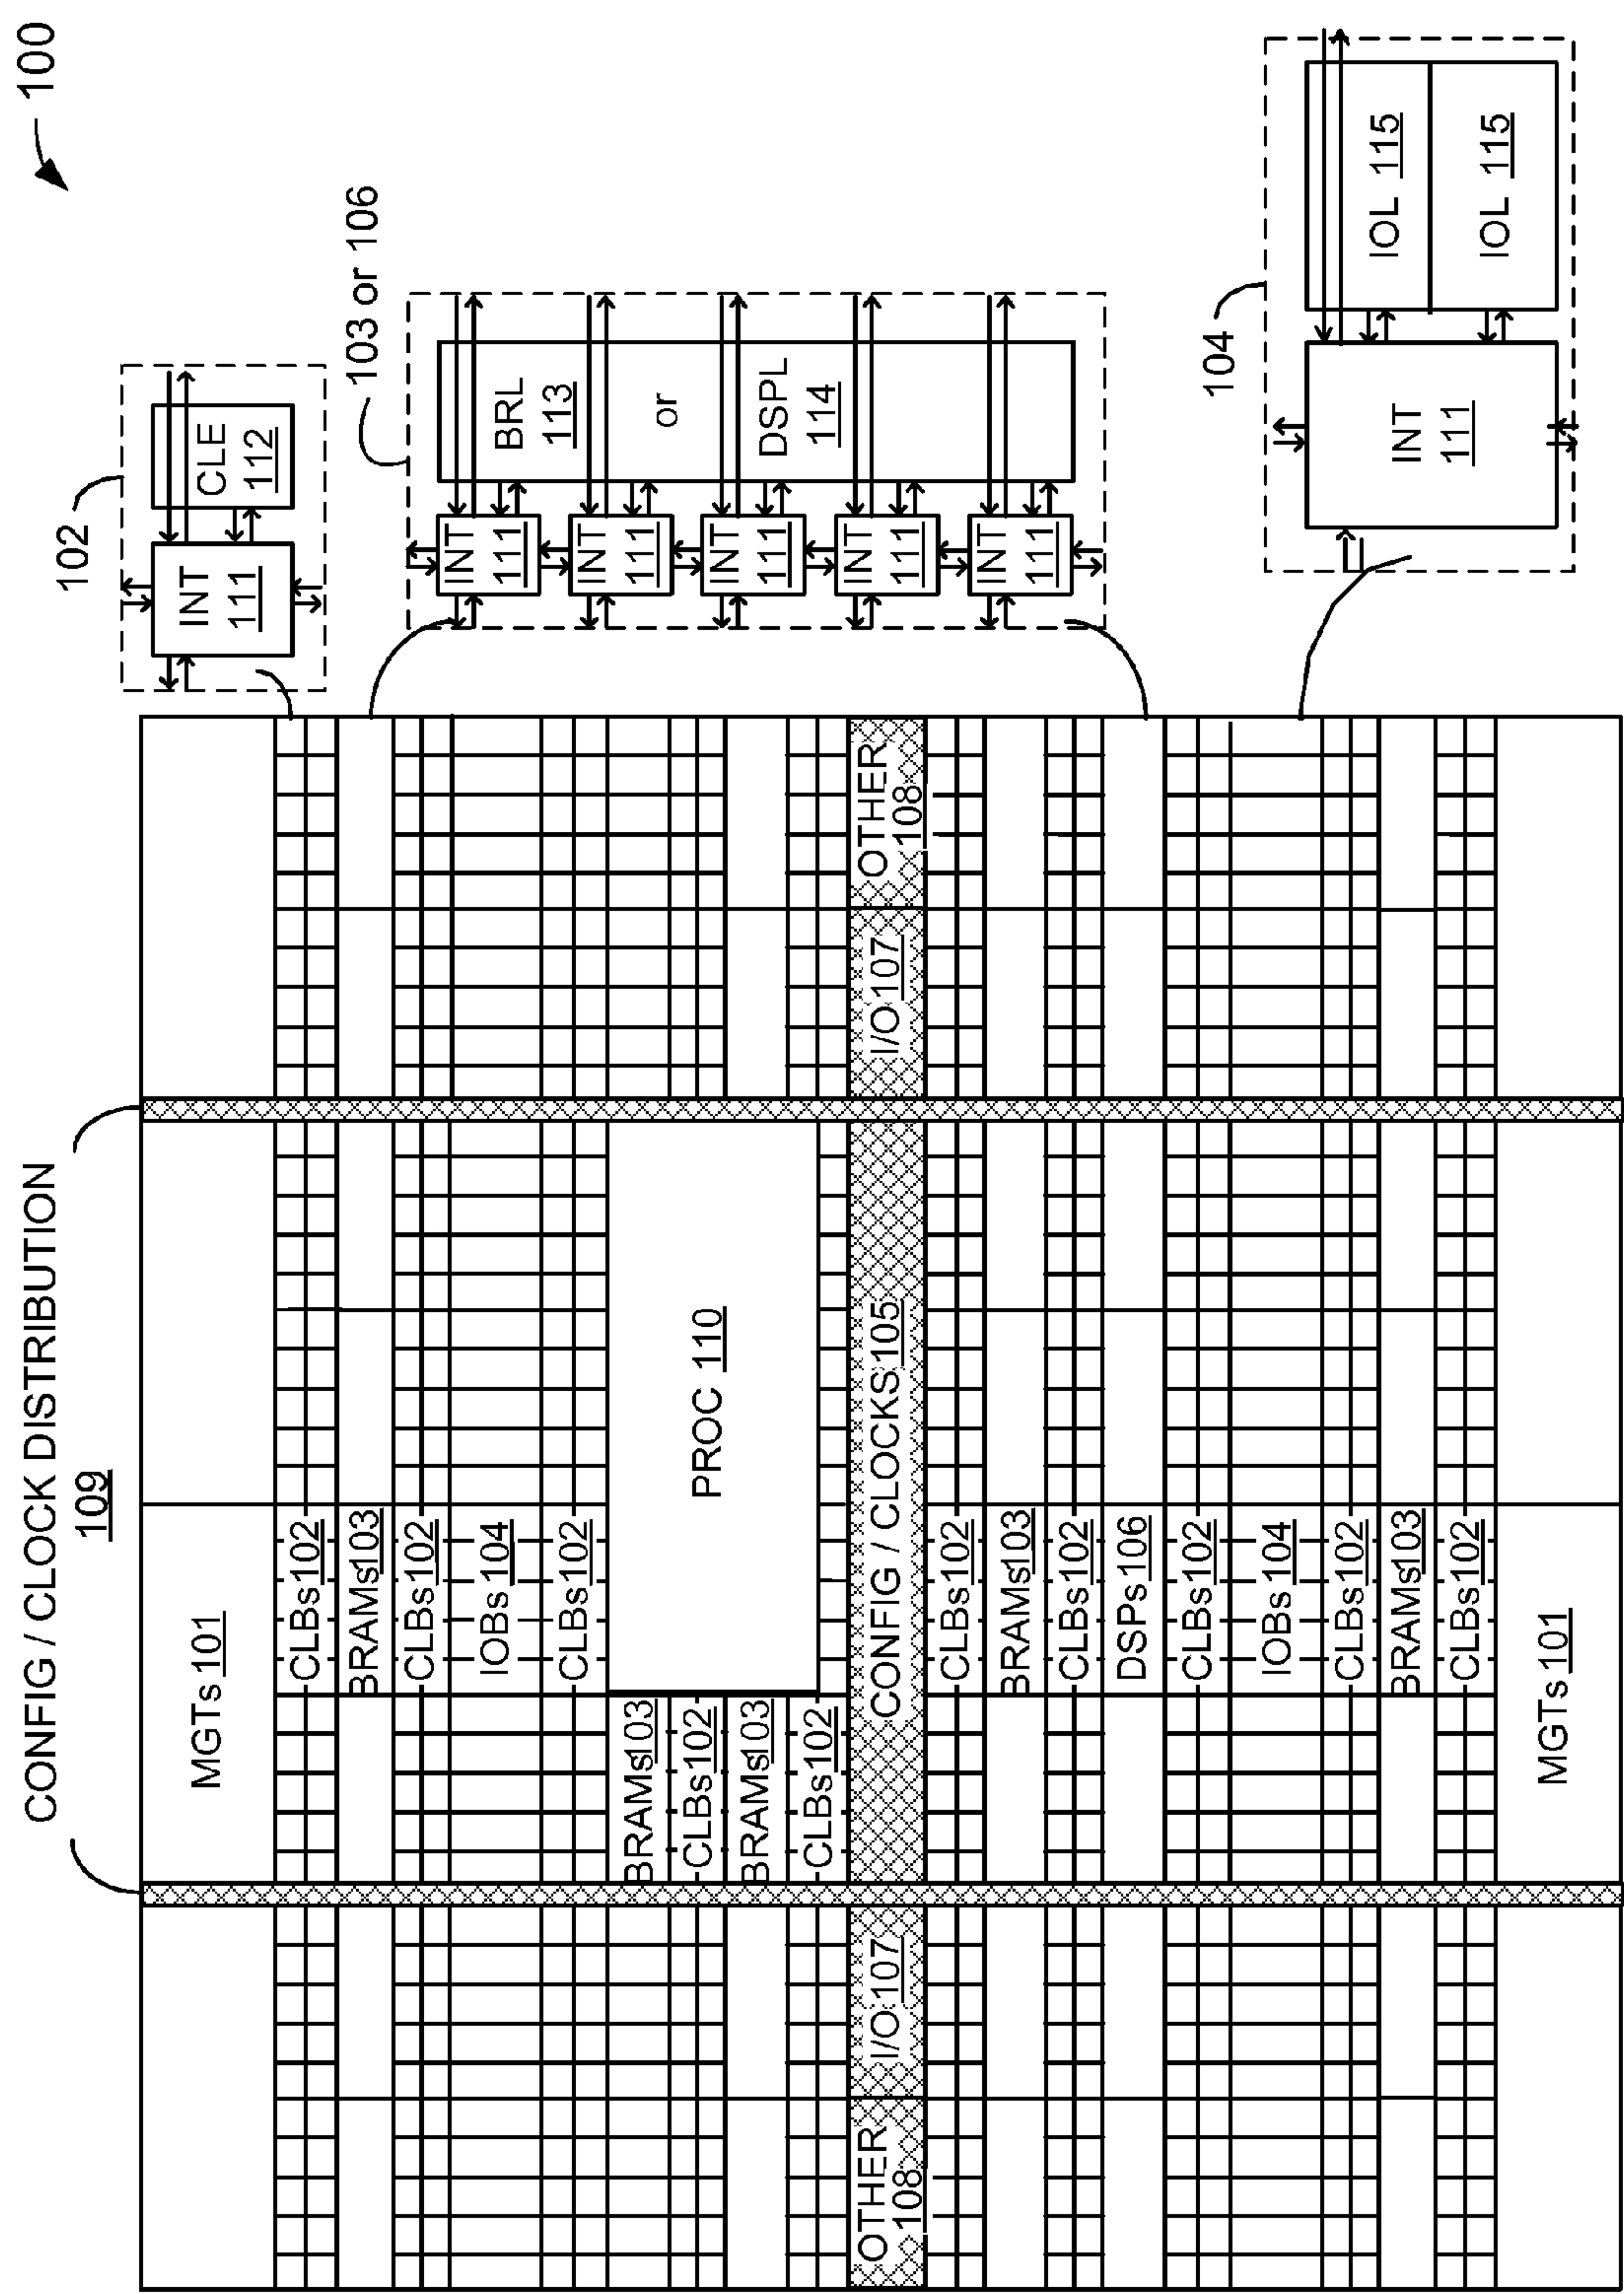 100
CONFIG / CLOCK DISTRIBUTION
109
MGTs 101
CLBs 102
BRAMs 103
CLBs 102
IOBs 104
CLBs 102
BRAMs 103
CLBs 102
BRAMs 103
CLBs 102
PROC 110
OTHER
108
I/O 107
CONFIG / CLOCKS 105
I/O 107
OTHER
108
CLBs 102
BRAMs 103
CLBs 102
DSPs 106
CLBs 102
IOBs 104
CLBs 102
BRAMs 103
CLBs 102
MGTs 101
102
INT
111
CLE
112
103 or 106
INT
111
INT
111
INT
111
INT
111
INT
111
BRL
113
or
DSPL
114
104
INT
111
IOL 115
IOL 115